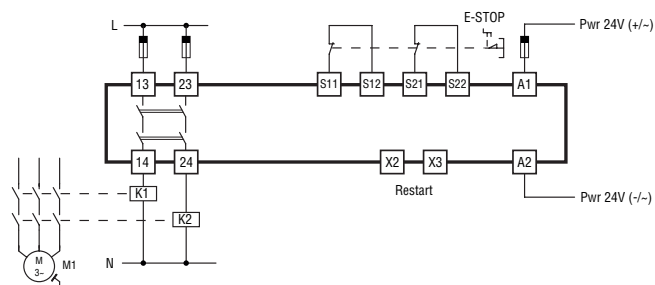 E-STOP
L
Pwr 24V (+/~)
13
23
S11
S12
S21
S22
A1
14
24
X2
X3
A2
Restart
K1
K2
Pwr 24V (-/~)
M
3~
M1
N